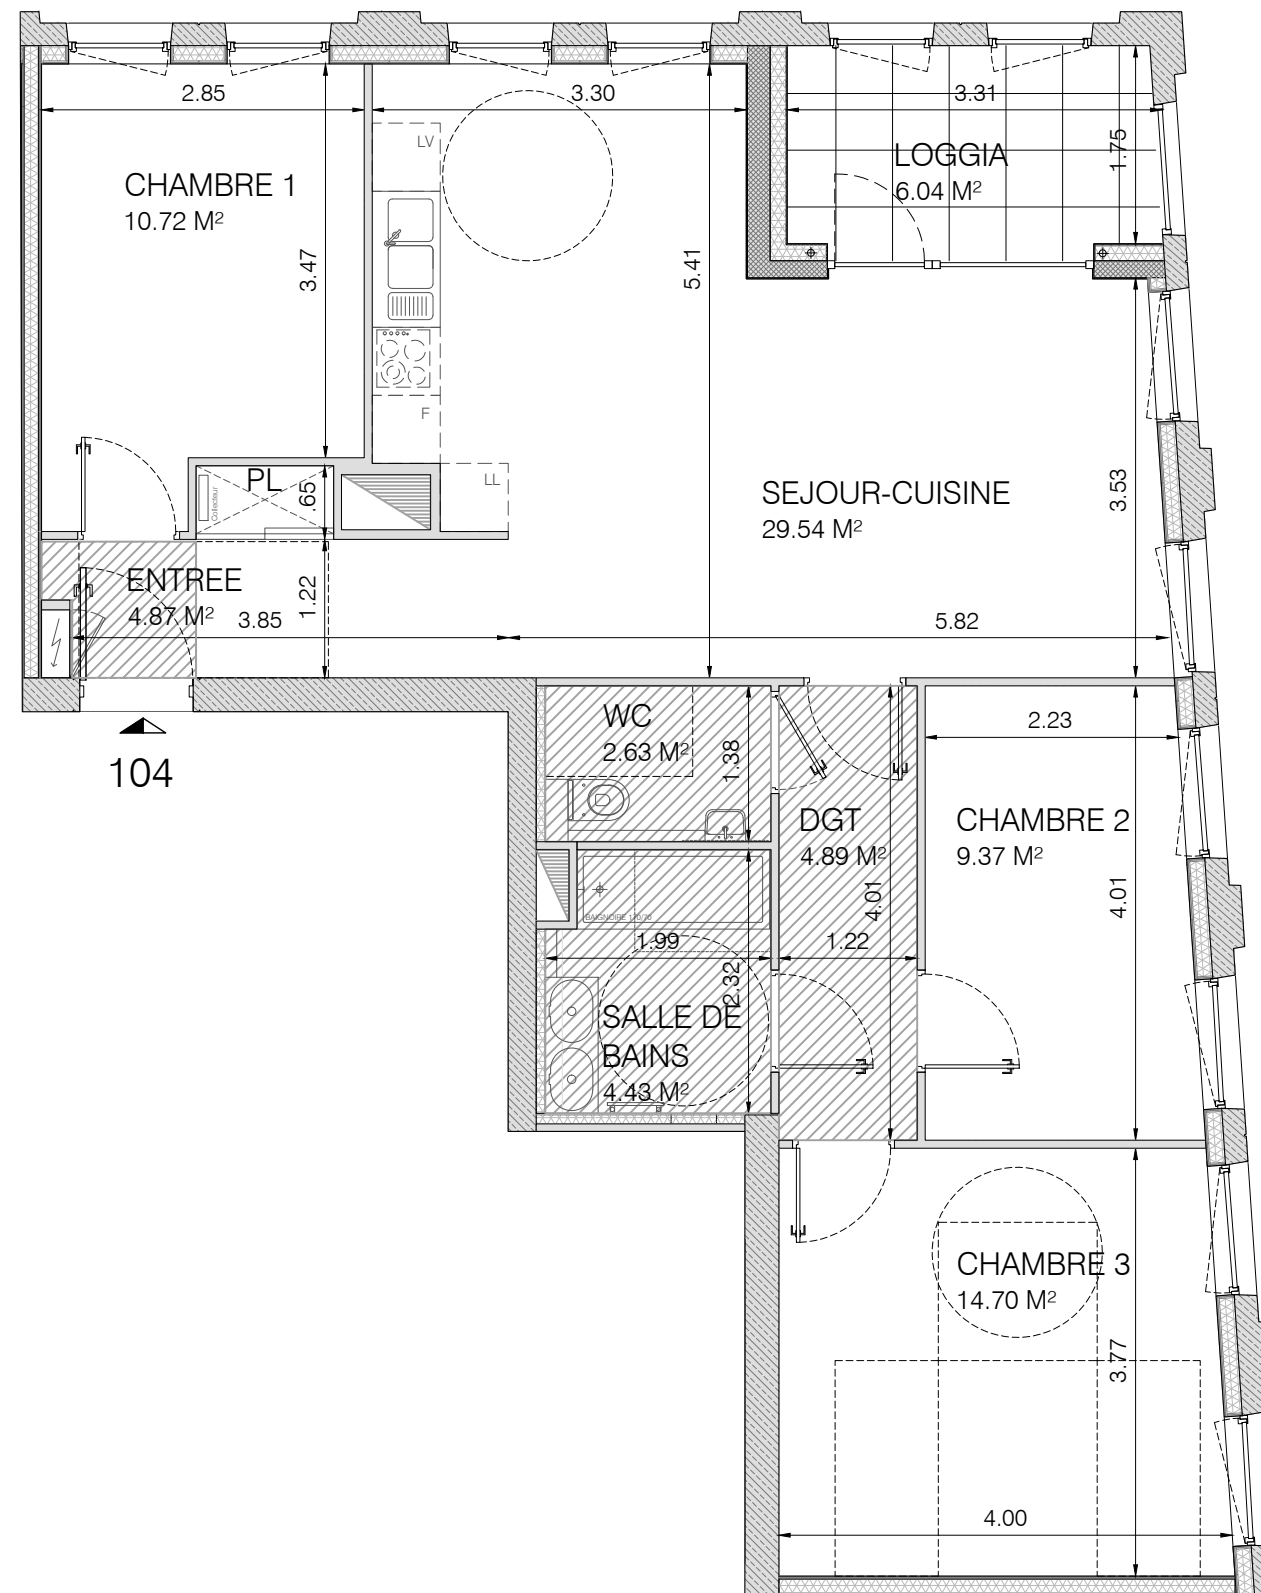 2.85
3.30
3.31
LV
1.75
LOGGIA
6.04 M²
CHAMBRE 1
10.72 M²
3.47
5.41
F
PL
Collecteur
.65
LL
SEJOUR-CUISINE
29.54 M²
3.53
ENTREE
4.87 M²
1.22
3.85
5.82
104
WC
2.63 M²
1.38
2.23
DGT
4.89 M²
CHAMBRE 2
9.37 M²
4.01
4.01
BAIGNOIRE 170/70
1.99
1.22
2.32
SALLE DE
BAINS
4.43 M²
CHAMBRE 3
14.70 M²
3.77
4.00